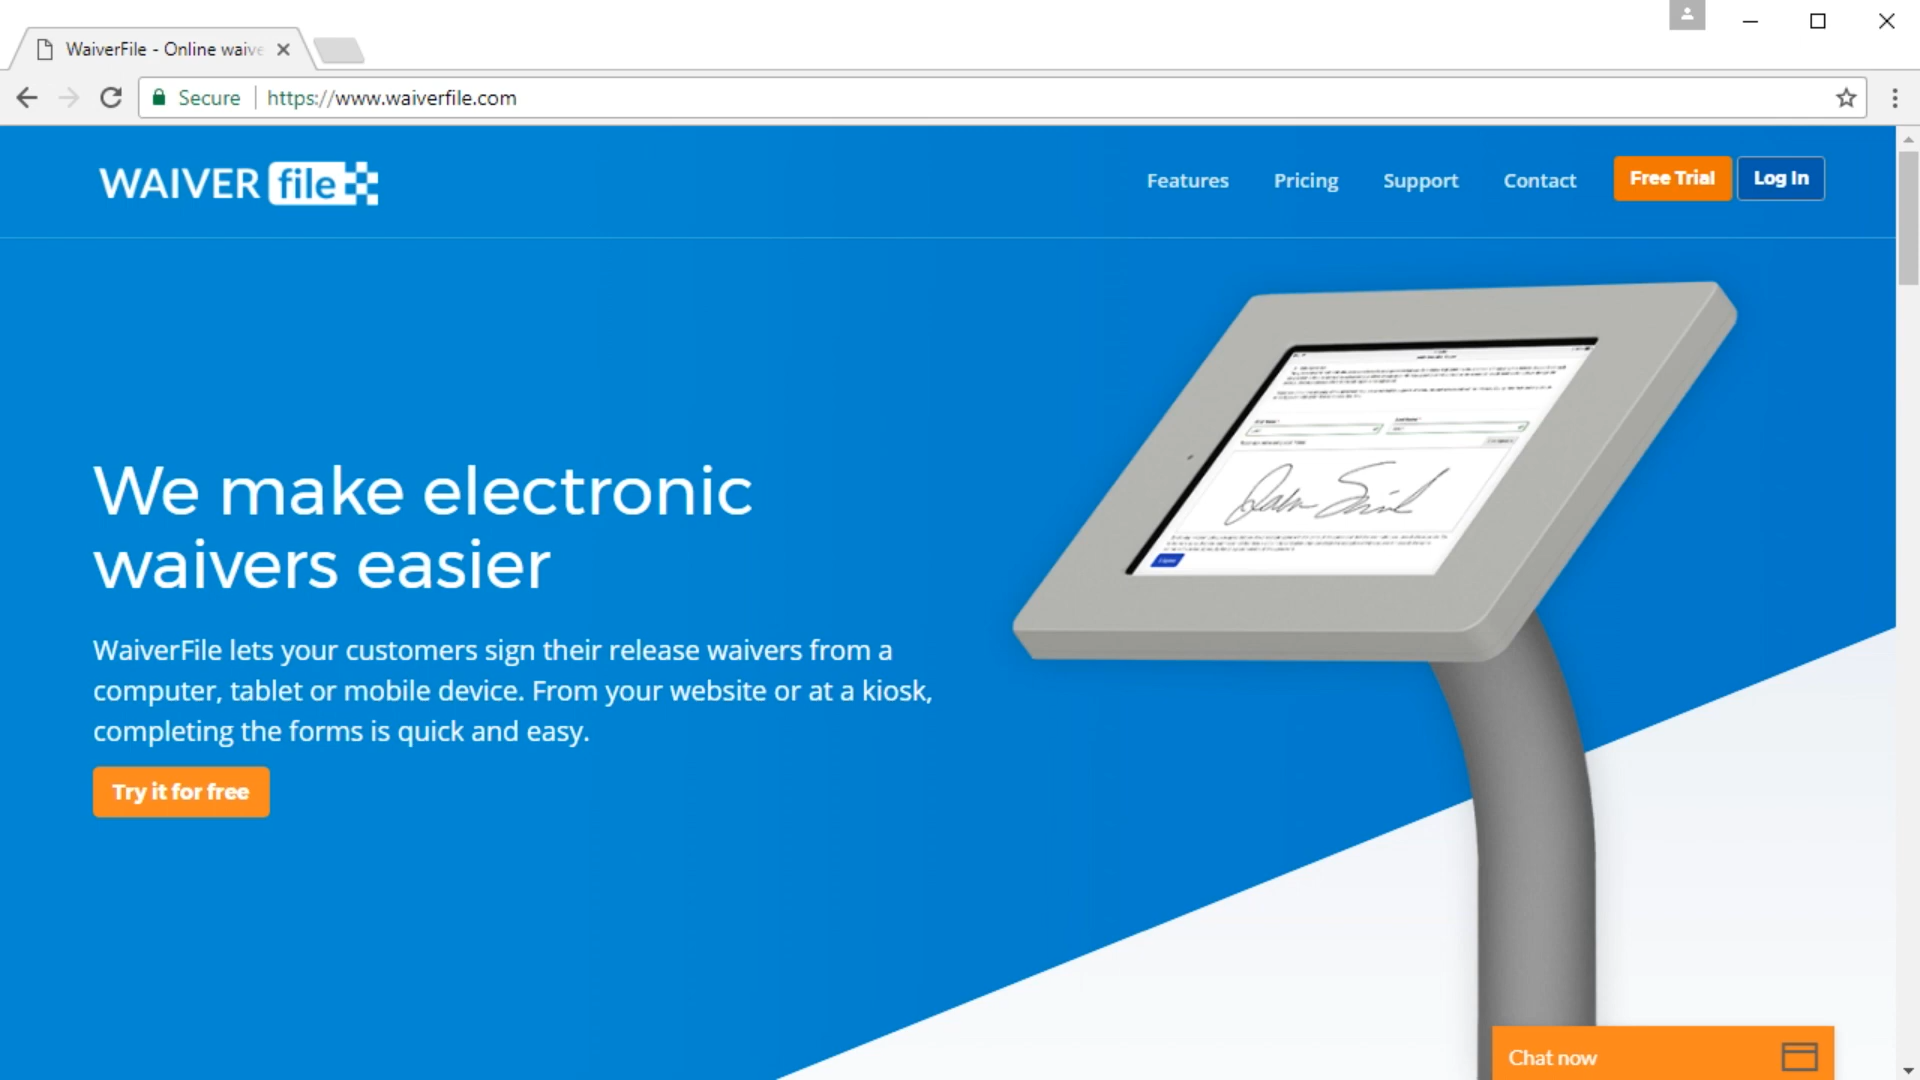 WaiverFile - Online waive
Secure
https://www.waiverfile.com
WAIVER file
Features
Pricing
Support
Contact
Free Trial
Log In
We make electronic
waivers easier
WaiverFile lets your customers sign their release waivers from a
computer, tablet or mobile device. From your website or at a kiosk,
completing the forms is quick and easy.
Try it for free
Chat now